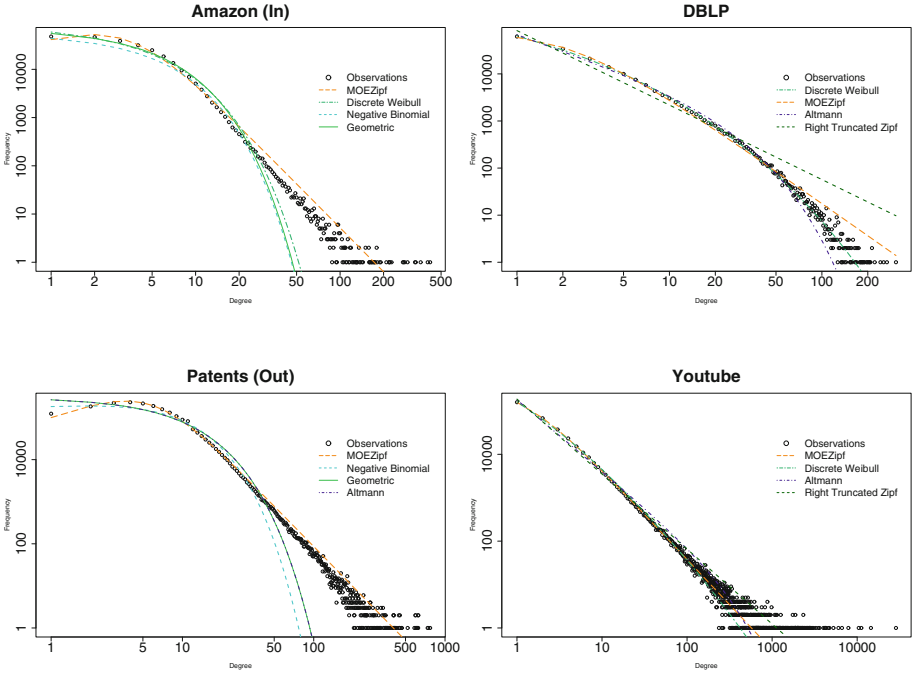 Amazon (In)
Frequency
1 10 100 1000 10000
Observations
MOEZipf
Discrete Weibull
Negative Binomial
Geometric
1 2 5 10 20 50 100 200 500
Degree
DBLP
Frequency
1 10 100 1000 10000
Observations
Discrete Weibull
MOEZipf
Altmann
Right Truncated Zipf
1 2 5 10 20 50 100 200
Degree
Patents (Out)
Frequency
1 100 10000
Observations
MOEZipf
Negative Binomial
Geometric
Altmann
1 5 10 50 100 500 1000
Degree
Youtube
Frequency
1 100 10000
Observations
MOEZipf
Discrete Weibull
Altmann
Right Truncated Zipf
1 10 100 1000 10000
Degree